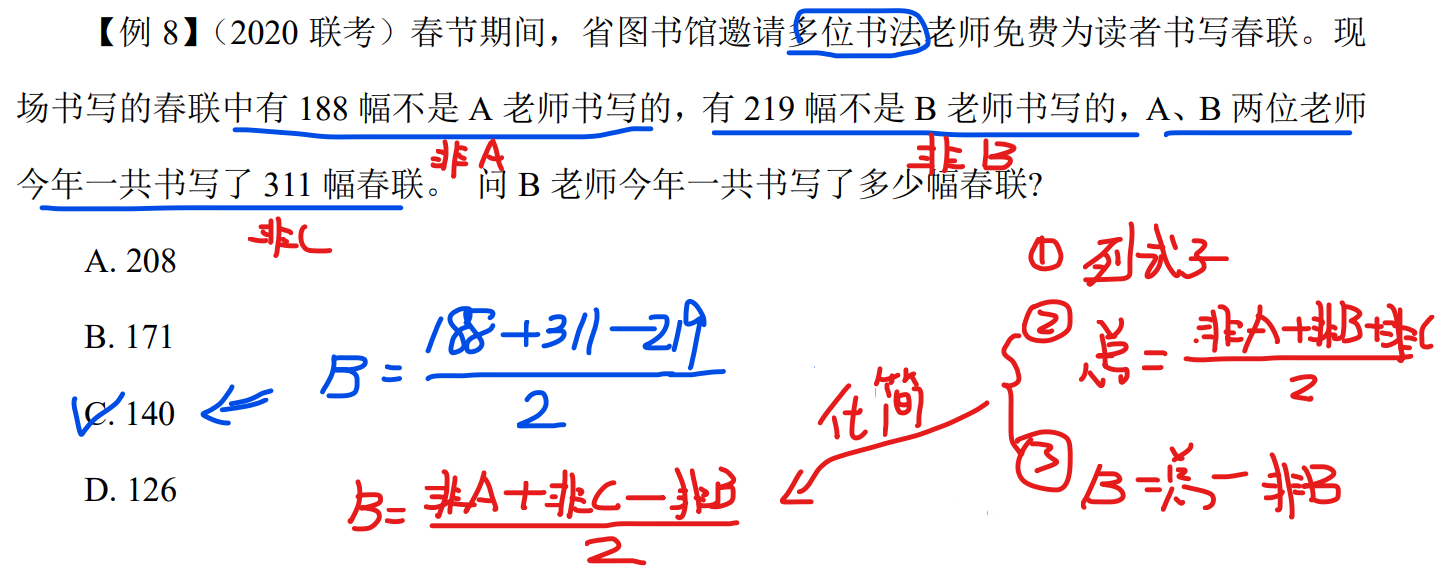 【例 8】（2020 联考）春节期间，省图书馆邀请多位书法老师免费为读者书写春联。现
场书写的春联中有 188 幅不是 A 老师书写的，有 219 幅不是 B 老师书写的，A、B 两位老师
非A 非B
今年一共书写了 311 幅春联。 问 B 老师今年一共书写了多少幅春联?
非C
A. 208
① 列式子
B. 171
B = (188+311-219)/2
② 总 = (非A+非B+非C)/2
C. 140
化简
D. 126
③ B=总-非B
B= (非A+非C-非B)/2